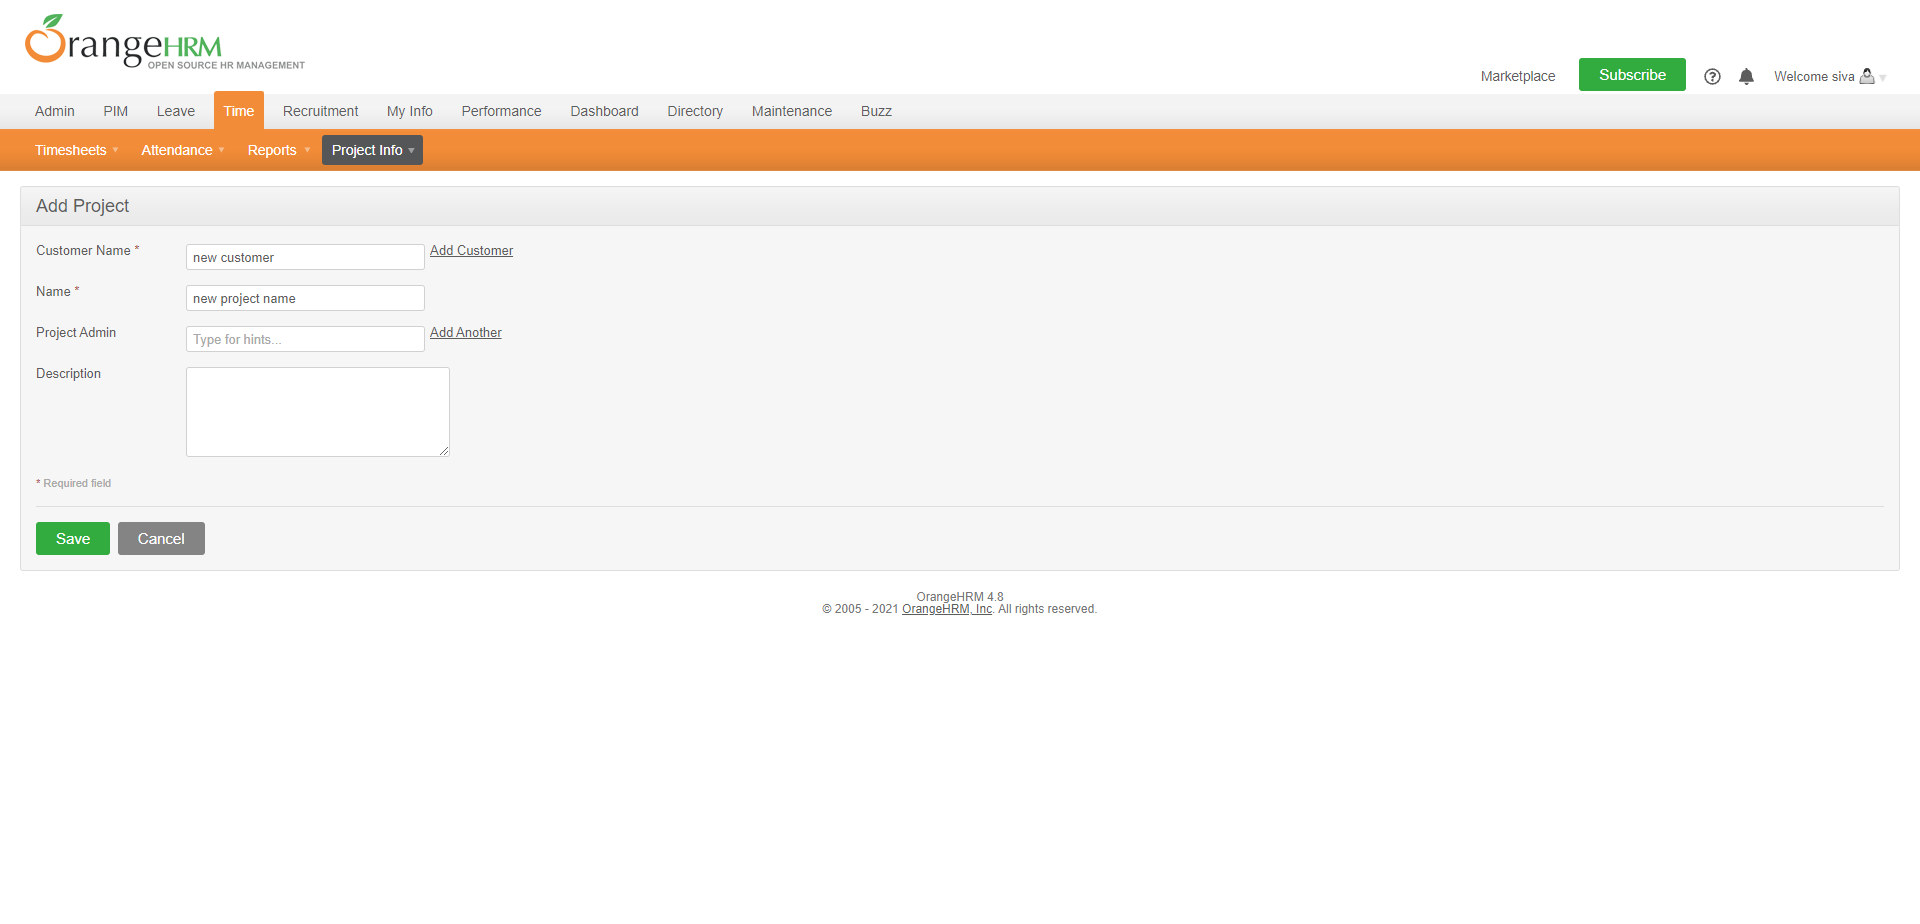 OrangeHRM
OPEN SOURCE HR MANAGEMENT
Marketplace Subscribe Welcome siva
Admin PIM Leave Time Recruitment My Info Performance Dashboard Directory Maintenance Buzz
Timesheets Attendance Reports Project Info
Add Project
Customer Name * new customer Add Customer
Name * new project name
Project Admin Type for hints... Add Another
Description
* Required field
Save Cancel
OrangeHRM 4.8
© 2005 - 2021 OrangeHRM, Inc. All rights reserved.